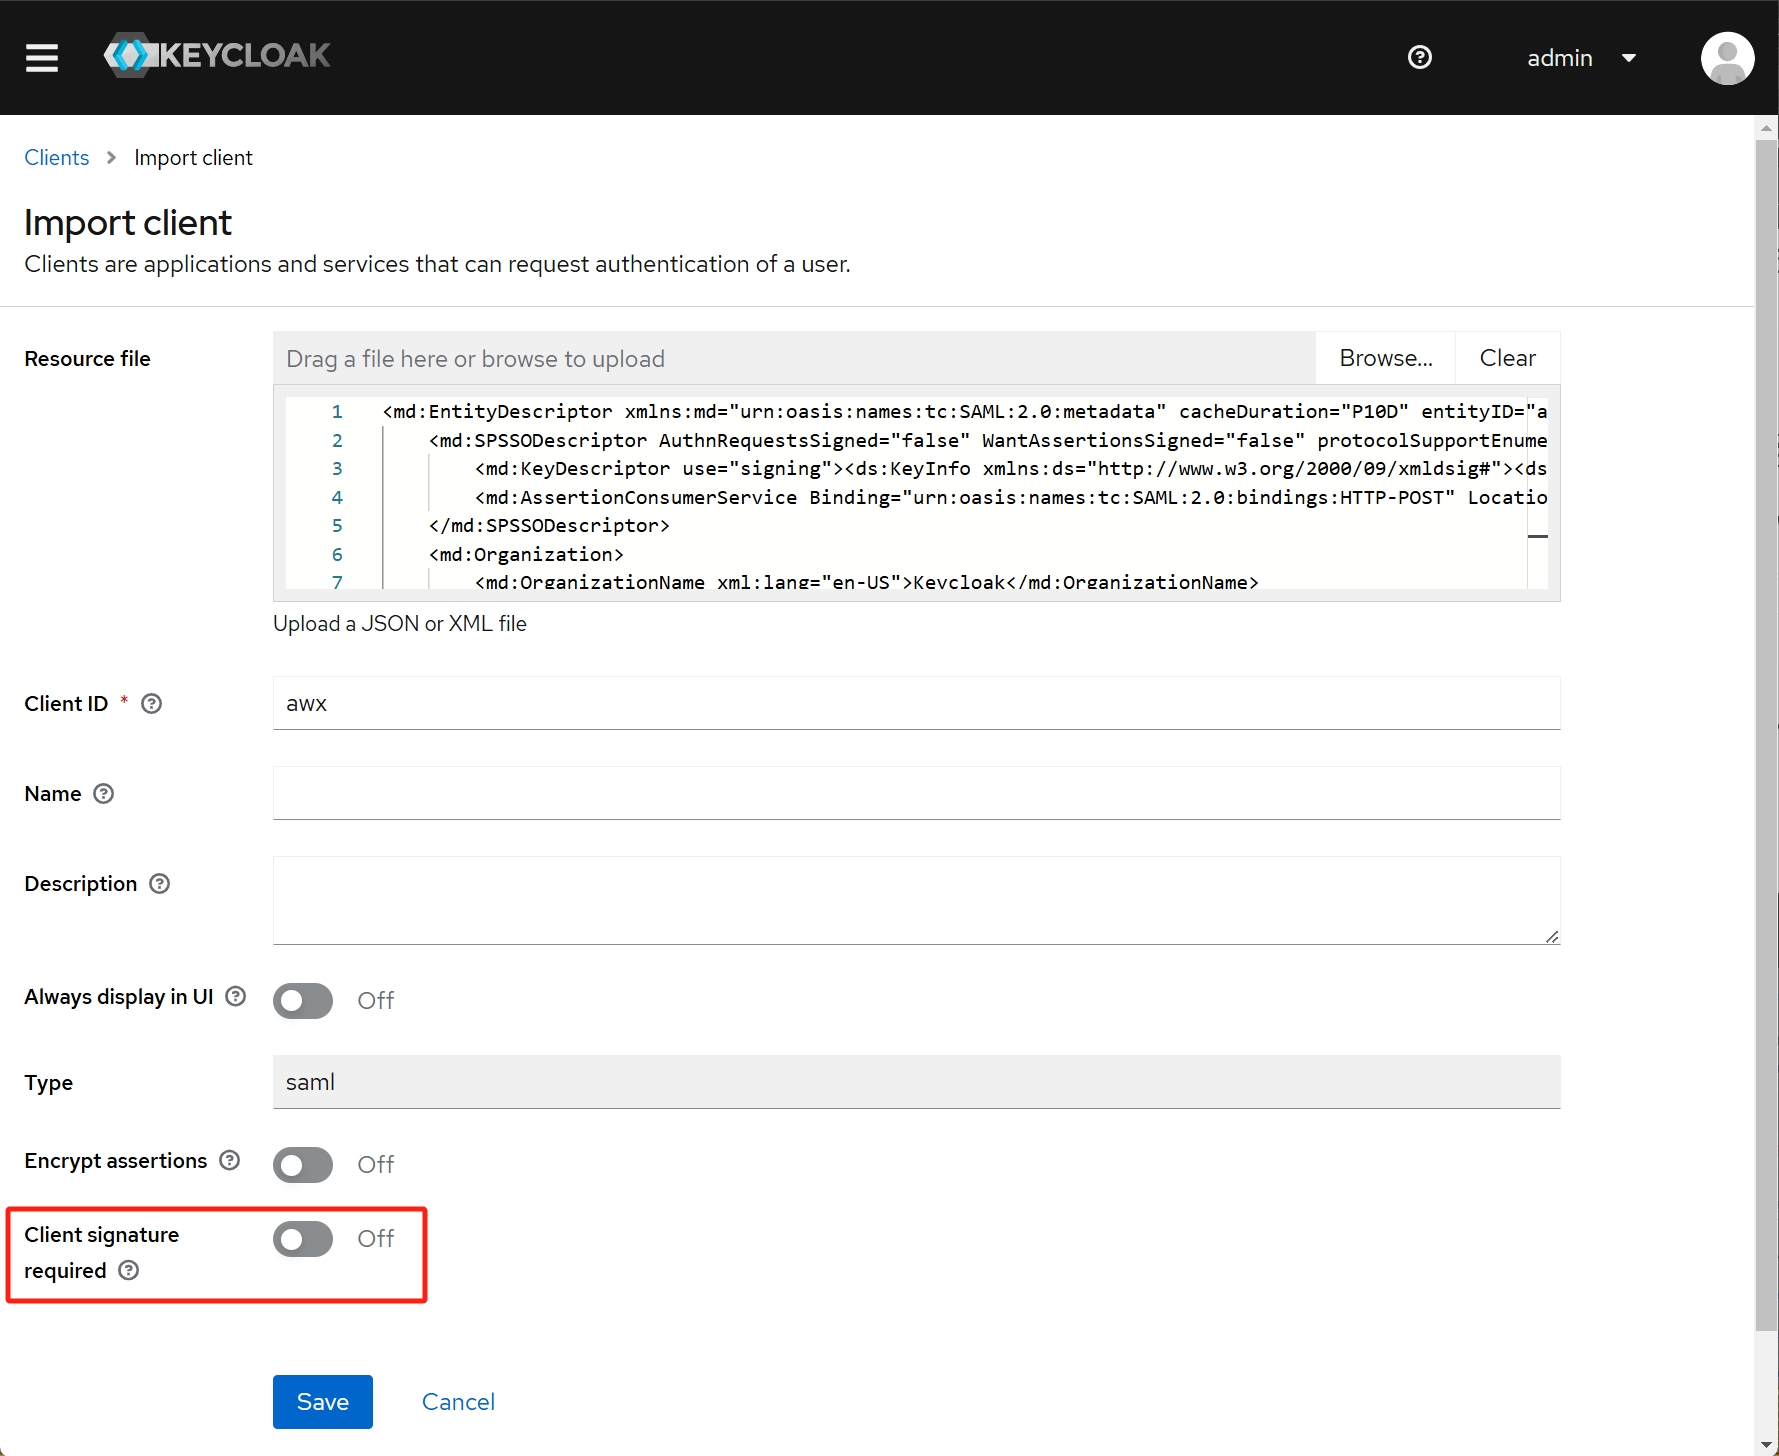 KEYCLOAK
admin
Clients > Import client
Import client
Clients are applications and services that can request authentication of a user.
Resource file
Drag a file here or browse to upload
Browse...
Clear
1 <md:EntityDescriptor xmlns:md="urn:oasis:names:tc:SAML:2.0:metadata" cacheDuration="P10D" entityID="a
2 <md:SPSSODescriptor AuthnRequestsSigned="false" WantAssertionsSigned="false" protocolSupportEnume
3 <md:KeyDescriptor use="signing"><ds:KeyInfo xmlns:ds="http://www.w3.org/2000/09/xmldsig#"><ds
4 <md:AssertionConsumerService Binding="urn:oasis:names:tc:SAML:2.0:bindings:HTTP-POST" Locatio
5 </md:SPSSODescriptor>
6 <md:Organization>
7 <md:OrganizationName xml:lang="en-US">Keycloak</md:OrganizationName>
Upload a JSON or XML file
Client ID *
awx
Name
Description
Always display in UI
Off
Type
saml
Encrypt assertions
Off
Client signature
required
Off
Save
Cancel